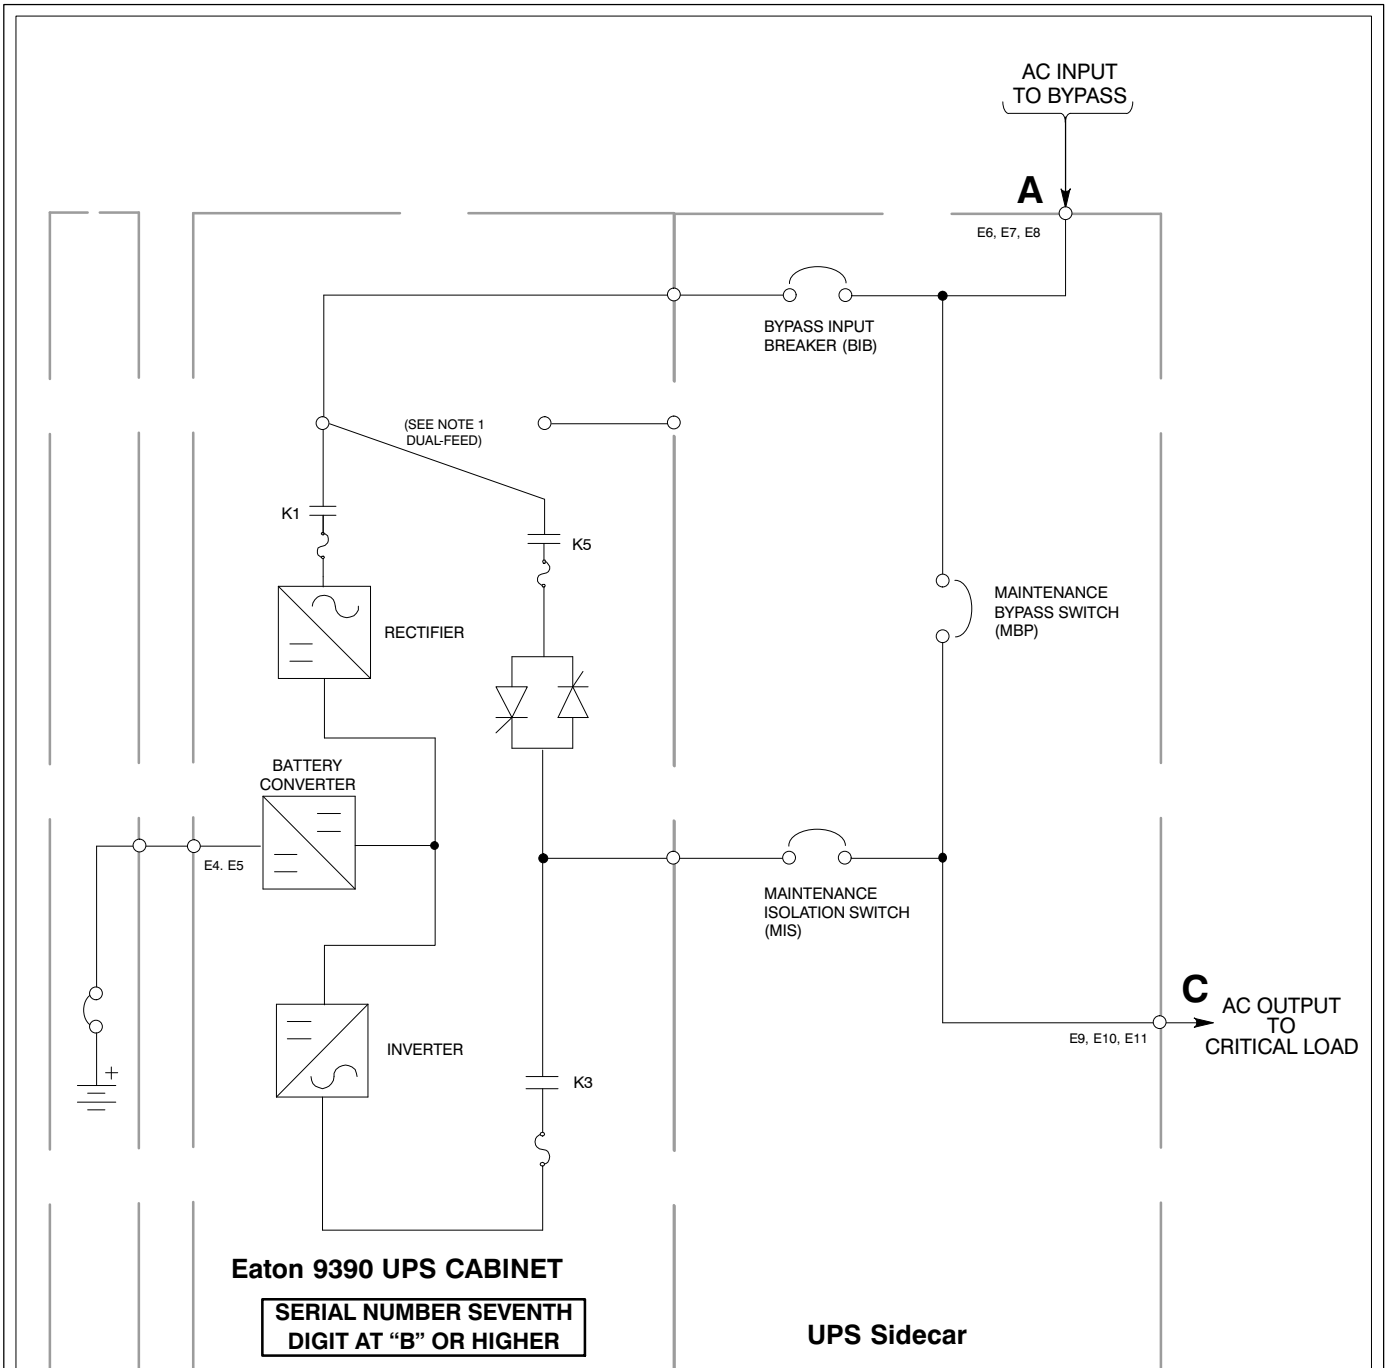 AC INPUT
TO BYPASS
A
E6, E7, E8
BYPASS INPUT
BREAKER (BIB)
(SEE NOTE 1
DUAL-FEED)
K1
K5
MAINTENANCE
BYPASS SWITCH
(MBP)
RECTIFIER
BATTERY
CONVERTER
E4. E5
MAINTENANCE
ISOLATION SWITCH
(MIS)
C
AC OUTPUT
TO
CRITICAL LOAD
E9, E10, E11
INVERTER
K3
+
Eaton 9390 UPS CABINET
SERIAL NUMBER SEVENTH
DIGIT AT “B” OR HIGHER
UPS Sidecar